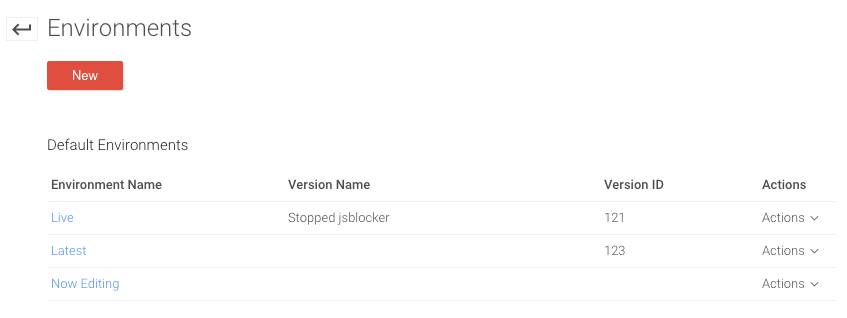 Environments
New
Default Environments
Environment Name Version Name Version ID Actions
Live Stopped jsblocker 121 Actions
Latest 123 Actions
Now Editing Actions